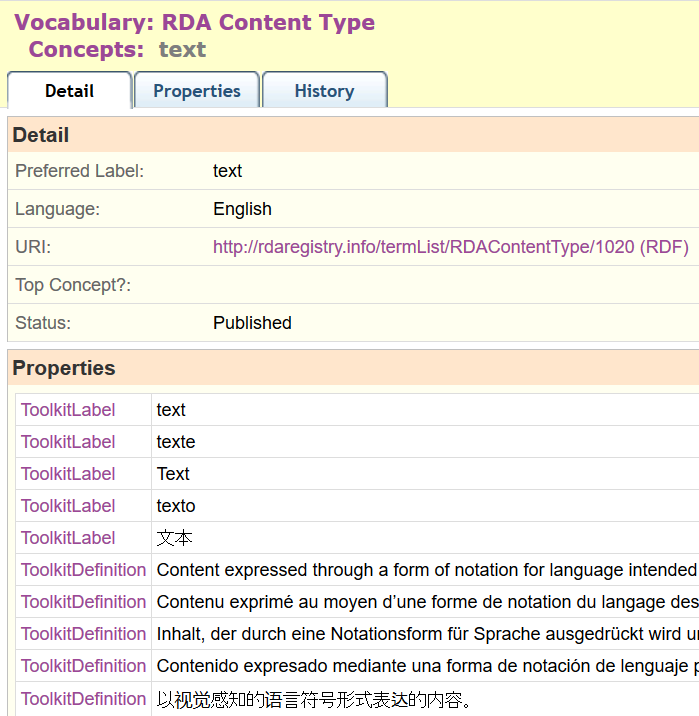 Vocabulary: RDA Content Type
Concepts: text
Detail Properties History
Detail
Preferred Label: text
Language: English
URI: http://rdaregistry.info/termList/RDAContentType/1020 (RDF)
Top Concept?:
Status: Published
Properties
ToolkitLabel text
ToolkitLabel texte
ToolkitLabel Text
ToolkitLabel texto
ToolkitLabel 文本
ToolkitDefinition Content expressed through a form of notation for language intended
ToolkitDefinition Contenu exprimé au moyen d'une forme de notation du langage des
ToolkitDefinition Inhalt, der durch eine Notationsform für Sprache ausgedrückt wird
ToolkitDefinition Contenido expresado mediante una forma de notación de lenguaje
ToolkitDefinition 以视觉感知的语言符号形式表达的内容。